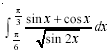 ∫_{π/6}^{π/3} (sin x + cos x)/√(sin 2x) dx